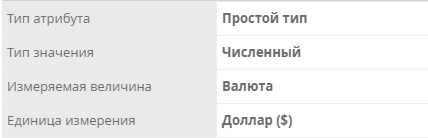 Тип атрибута Простой тип
Тип значения Численный
Измеряемая величина Валюта
Единица измерения Доллар ($)